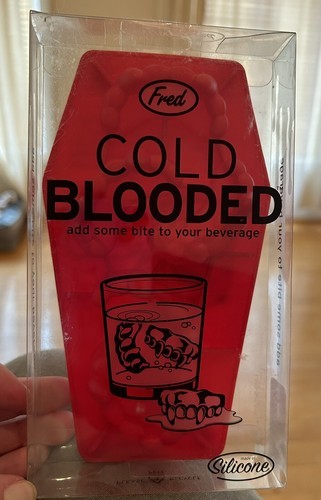 Fred
COLD
BLOODED
add some bite to your beverage
Silicone